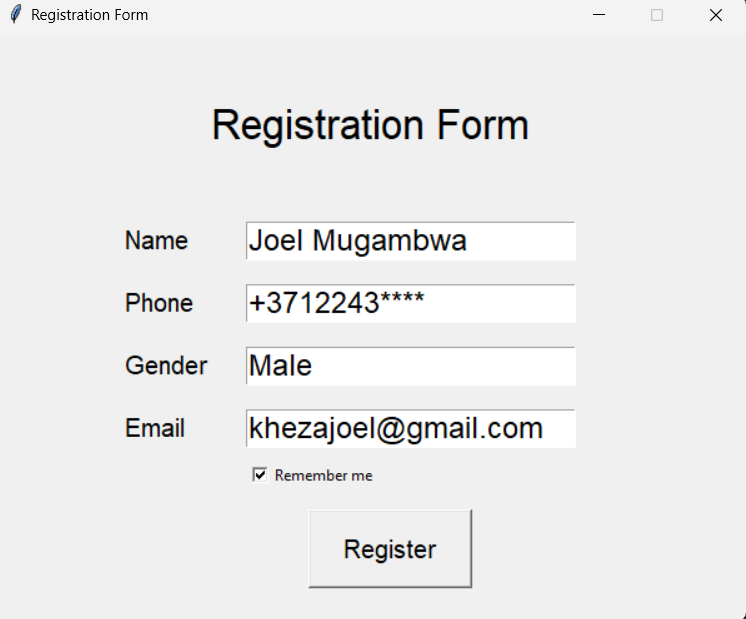 Registration Form
Registration Form
Name Joel Mugambwa
Phone +3712243****
Gender Male
Email khezajoel@gmail.com
Remember me
Register